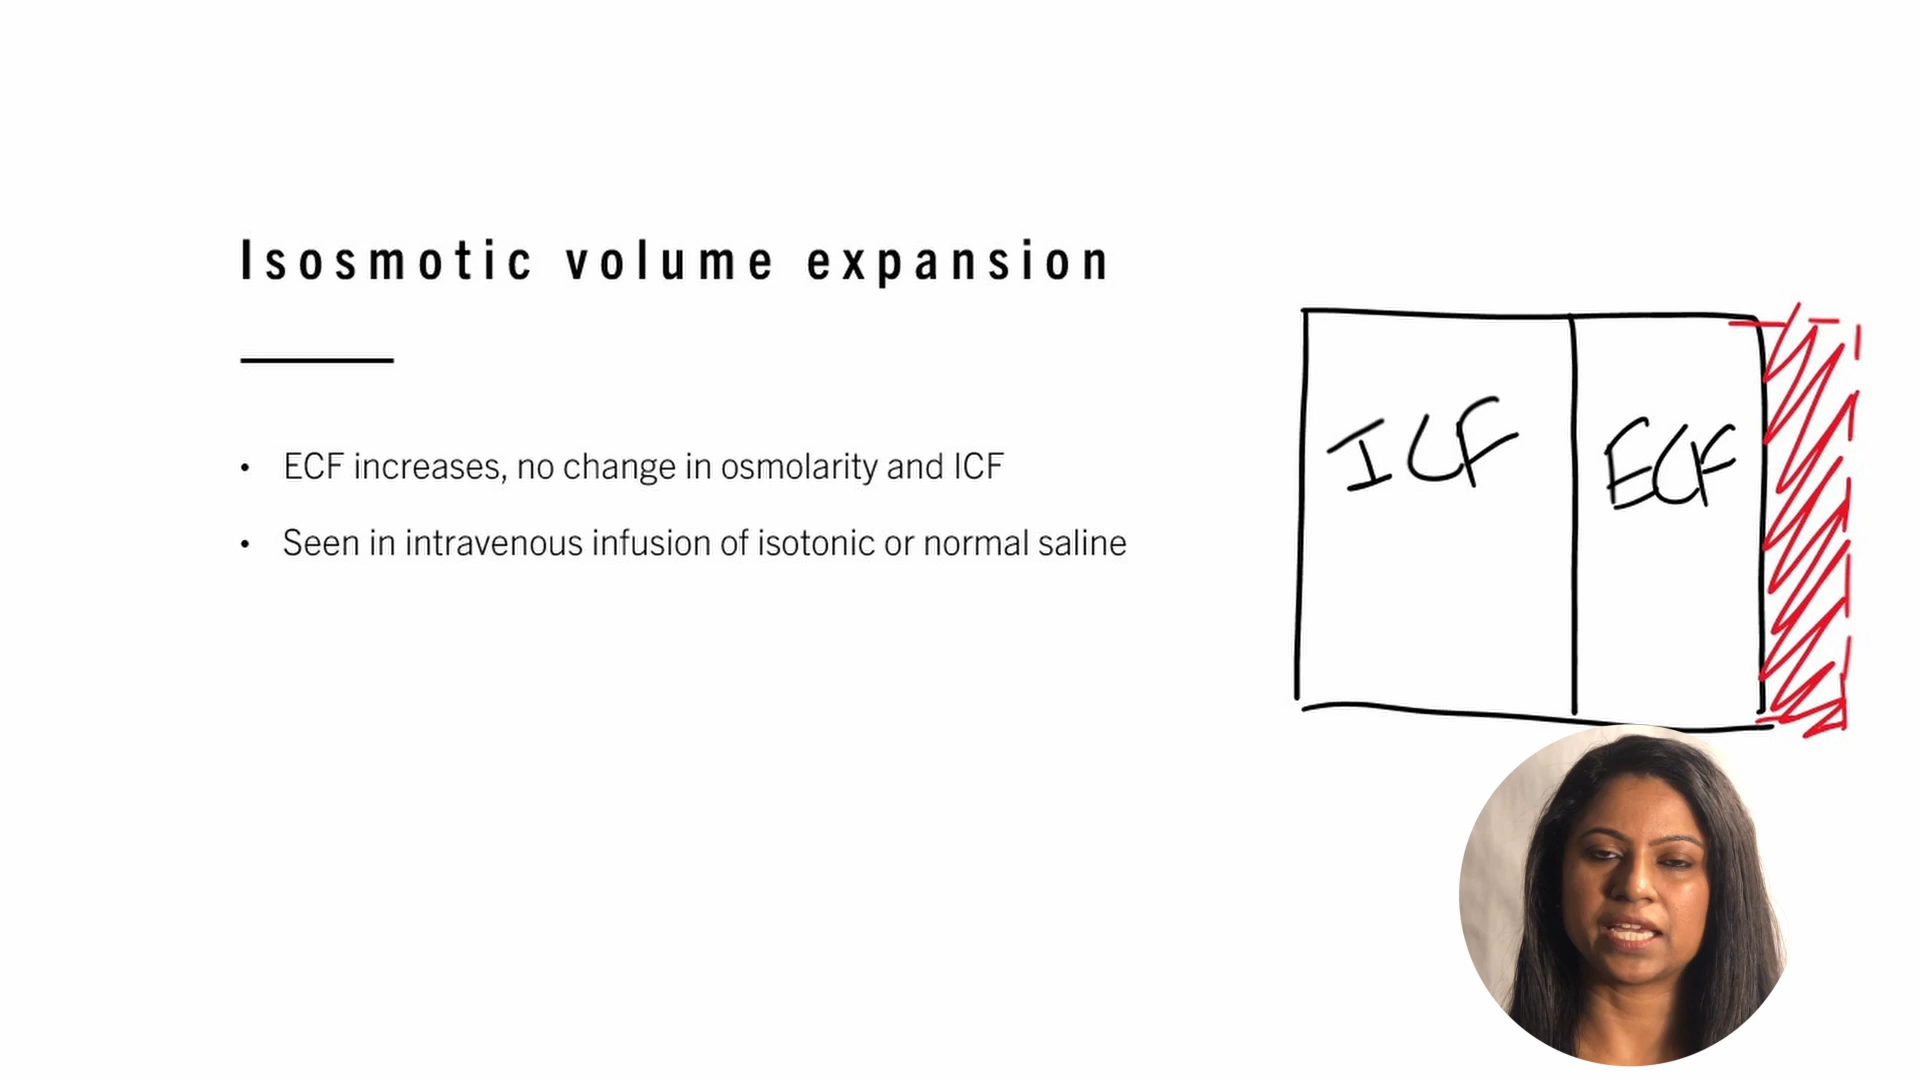 Isosmotic volume expansion
• ECF increases, no change in osmolarity and ICF
• Seen in intravenous infusion of isotonic or normal saline
ICF
ECF